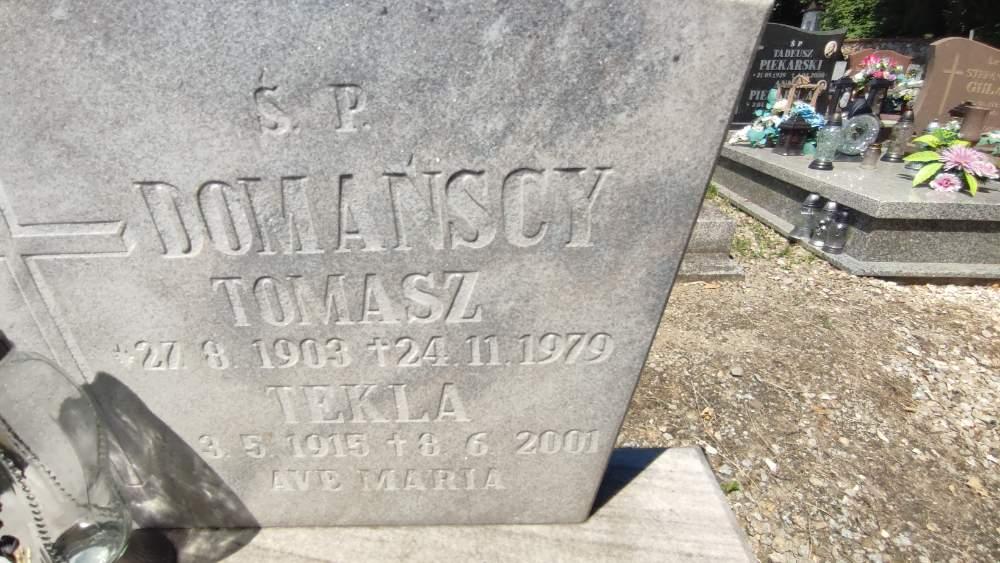 Ś. P.
DOMAŃSCY
TOMASZ
*27. 8. 1903 †24. 11. 1979
TEKLA
3. 5. 1915 † 8. 6. 2001
AVE MARIA
Ś P
TADEUSZ
PIEKARSKI